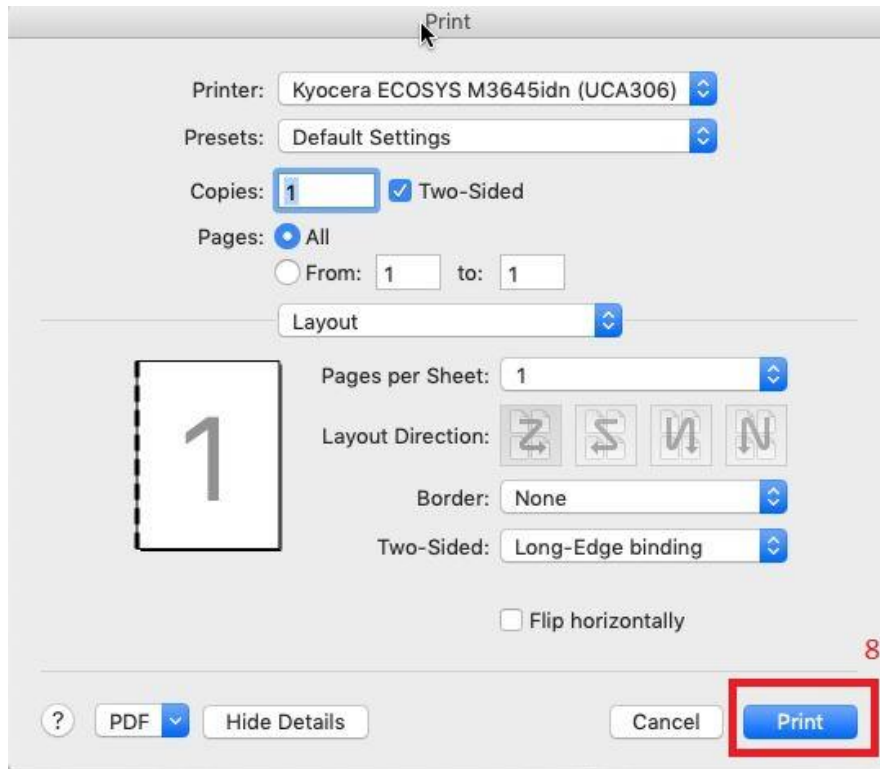 Print
Printer: Kyocera ECOSYS M3645idn (UCA306)
Presets: Default Settings
Copies: 1 Two-Sided
Pages: All
From: 1 to: 1
Layout
1
Pages per Sheet: 1
Layout Direction:
Border: None
Two-Sided: Long-Edge binding
Flip horizontally
8
? PDF Hide Details Cancel Print